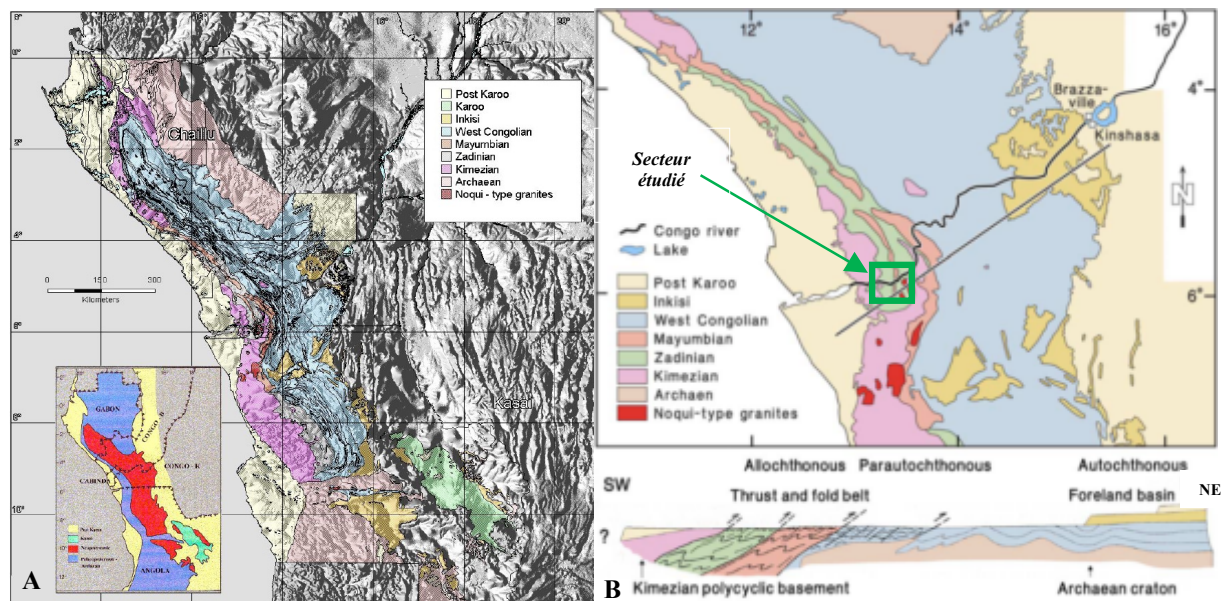 Chaillu
Kasai
Post Karoo
Karoo
Inkisi
West Congolian
Mayumbian
Zadinian
Kimezian
Archaean
Noqui - type granites
0 150 300
Kilometers
GABON
CONGO
CONGO - K
CABINDA
ANGOLA
Post Karoo
A
12°
14°
16°
4°
6°
Brazza-
ville
Kinshasa
Secteur
étudié
N
Congo river
Lake
Post Karoo
Inkisi
West Congolian
Mayumbian
Zadinian
Kimezian
Archaen
Noqui-type granites
Allochthonous Parautochthonous Autochthonous
SW
Thrust and fold belt
Foreland basin
NE
?
Kimezian polycyclic basement
Archaean craton
B